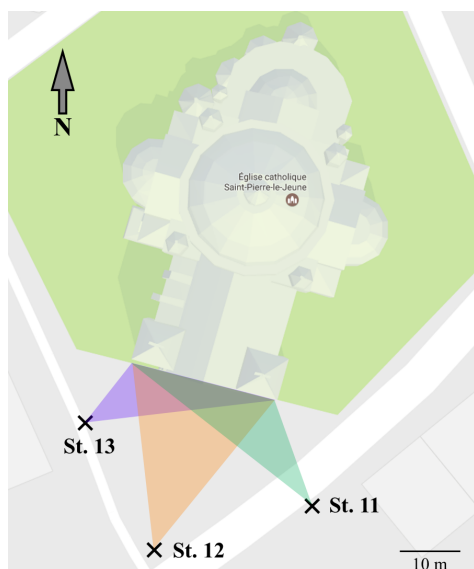 N
Église catholique
Saint-Pierre-le-Jeune
St. 13
St. 11
St. 12
10 m